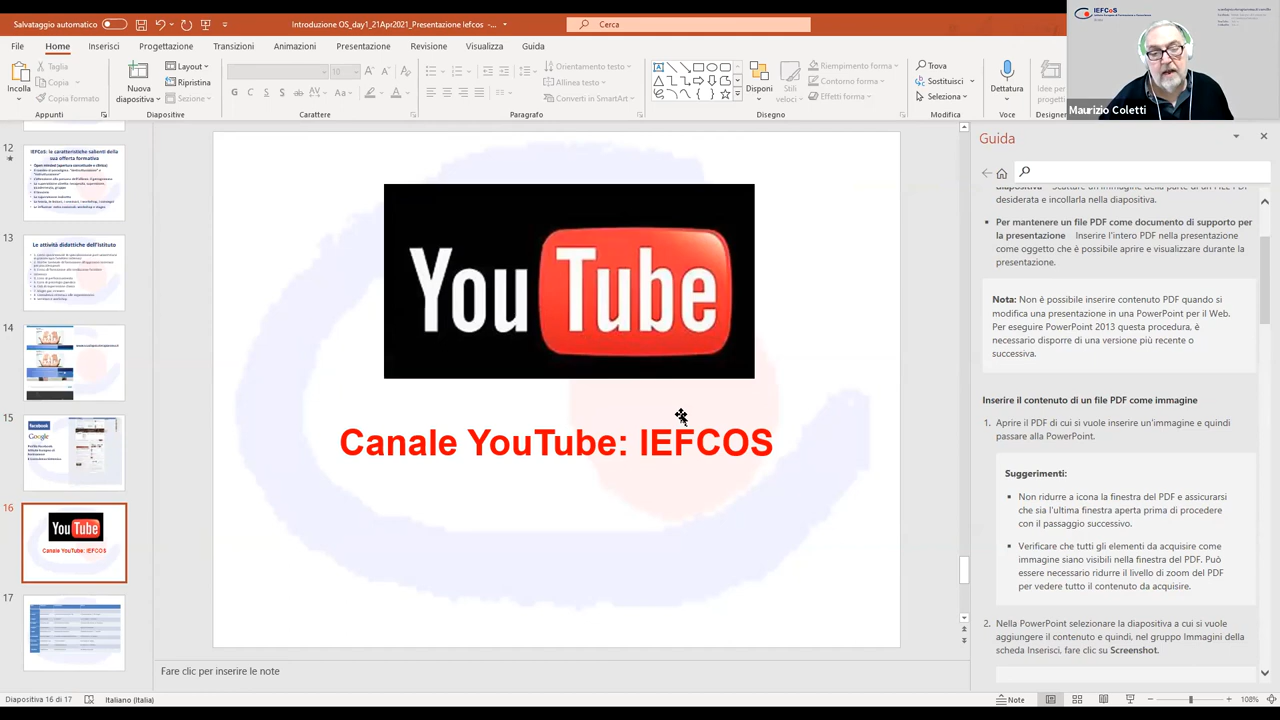 Salvataggio automatico
Introduzione OS_day1_21Apr2021_Presentazione Iefcos -...
Cerca
File
Home
Inserisci
Progettazione
Transizioni
Animazioni
Presentazione
Revisione
Visualizza
Guida
Incolla
Taglia
Copia
Copia formato
Appunti
Nuova
diapositiva
Layout
Ripristina
Sezione
Diapositive
10
Carattere
Orientamento testo
Allinea testo
Converti in SmartArt
Paragrafo
Disponi
Stili
veloci
Riempimento forma
Contorno forma
Effetti forma
Disegno
Trova
Sostituisci
Seleziona
Modifica
Dettatura
Voce
Idee per
progettazi
Designer
IEFCoS
Maurizio Coletti
12
IEFCoS: le caratteristiche salienti della
sua offerta formativa
13
Le attività didattiche dell'Istituto
14
15
facebook
Google
16
YouTube
Canale YouTube: IEFCOS
17
YouTube
Canale YouTube: IEFCOS
Fare clic per inserire le note
Guida
desiderata e incollarla nella diapositiva.
Per mantenere un file PDF come documento di supporto per
la presentazione Inserire l'intero PDF nella presentazione
come oggetto che è possibile aprire e visualizzare durante la
presentazione.
Nota: Non è possibile inserire contenuto PDF quando si
modifica una presentazione in una PowerPoint per il Web.
Per eseguire PowerPoint 2013 questa procedura, è
necessario disporre di una versione più recente o
successiva.
Inserire il contenuto di un file PDF come immagine
1. Aprire il PDF di cui si vuole inserire un'immagine e quindi
passare alla PowerPoint.
Suggerimenti:
Non ridurre a icona la finestra del PDF e assicurarsi
che sia l'ultima finestra aperta prima di procedere
con il passaggio successivo.
Verificare che tutti gli elementi da acquisire come
immagine siano visibili nella finestra del PDF. Può
essere necessario ridurre il livello di zoom del PDF
per vedere tutto il contenuto da acquisire.
2. Nella PowerPoint selezionare la diapositiva a cui si vuole
aggiungere il contenuto e quindi, nel gruppo Immagini della
scheda Inserisci, fare clic su Screenshot.
Diapositiva 16 di 17
Italiano (Italia)
Note
108%